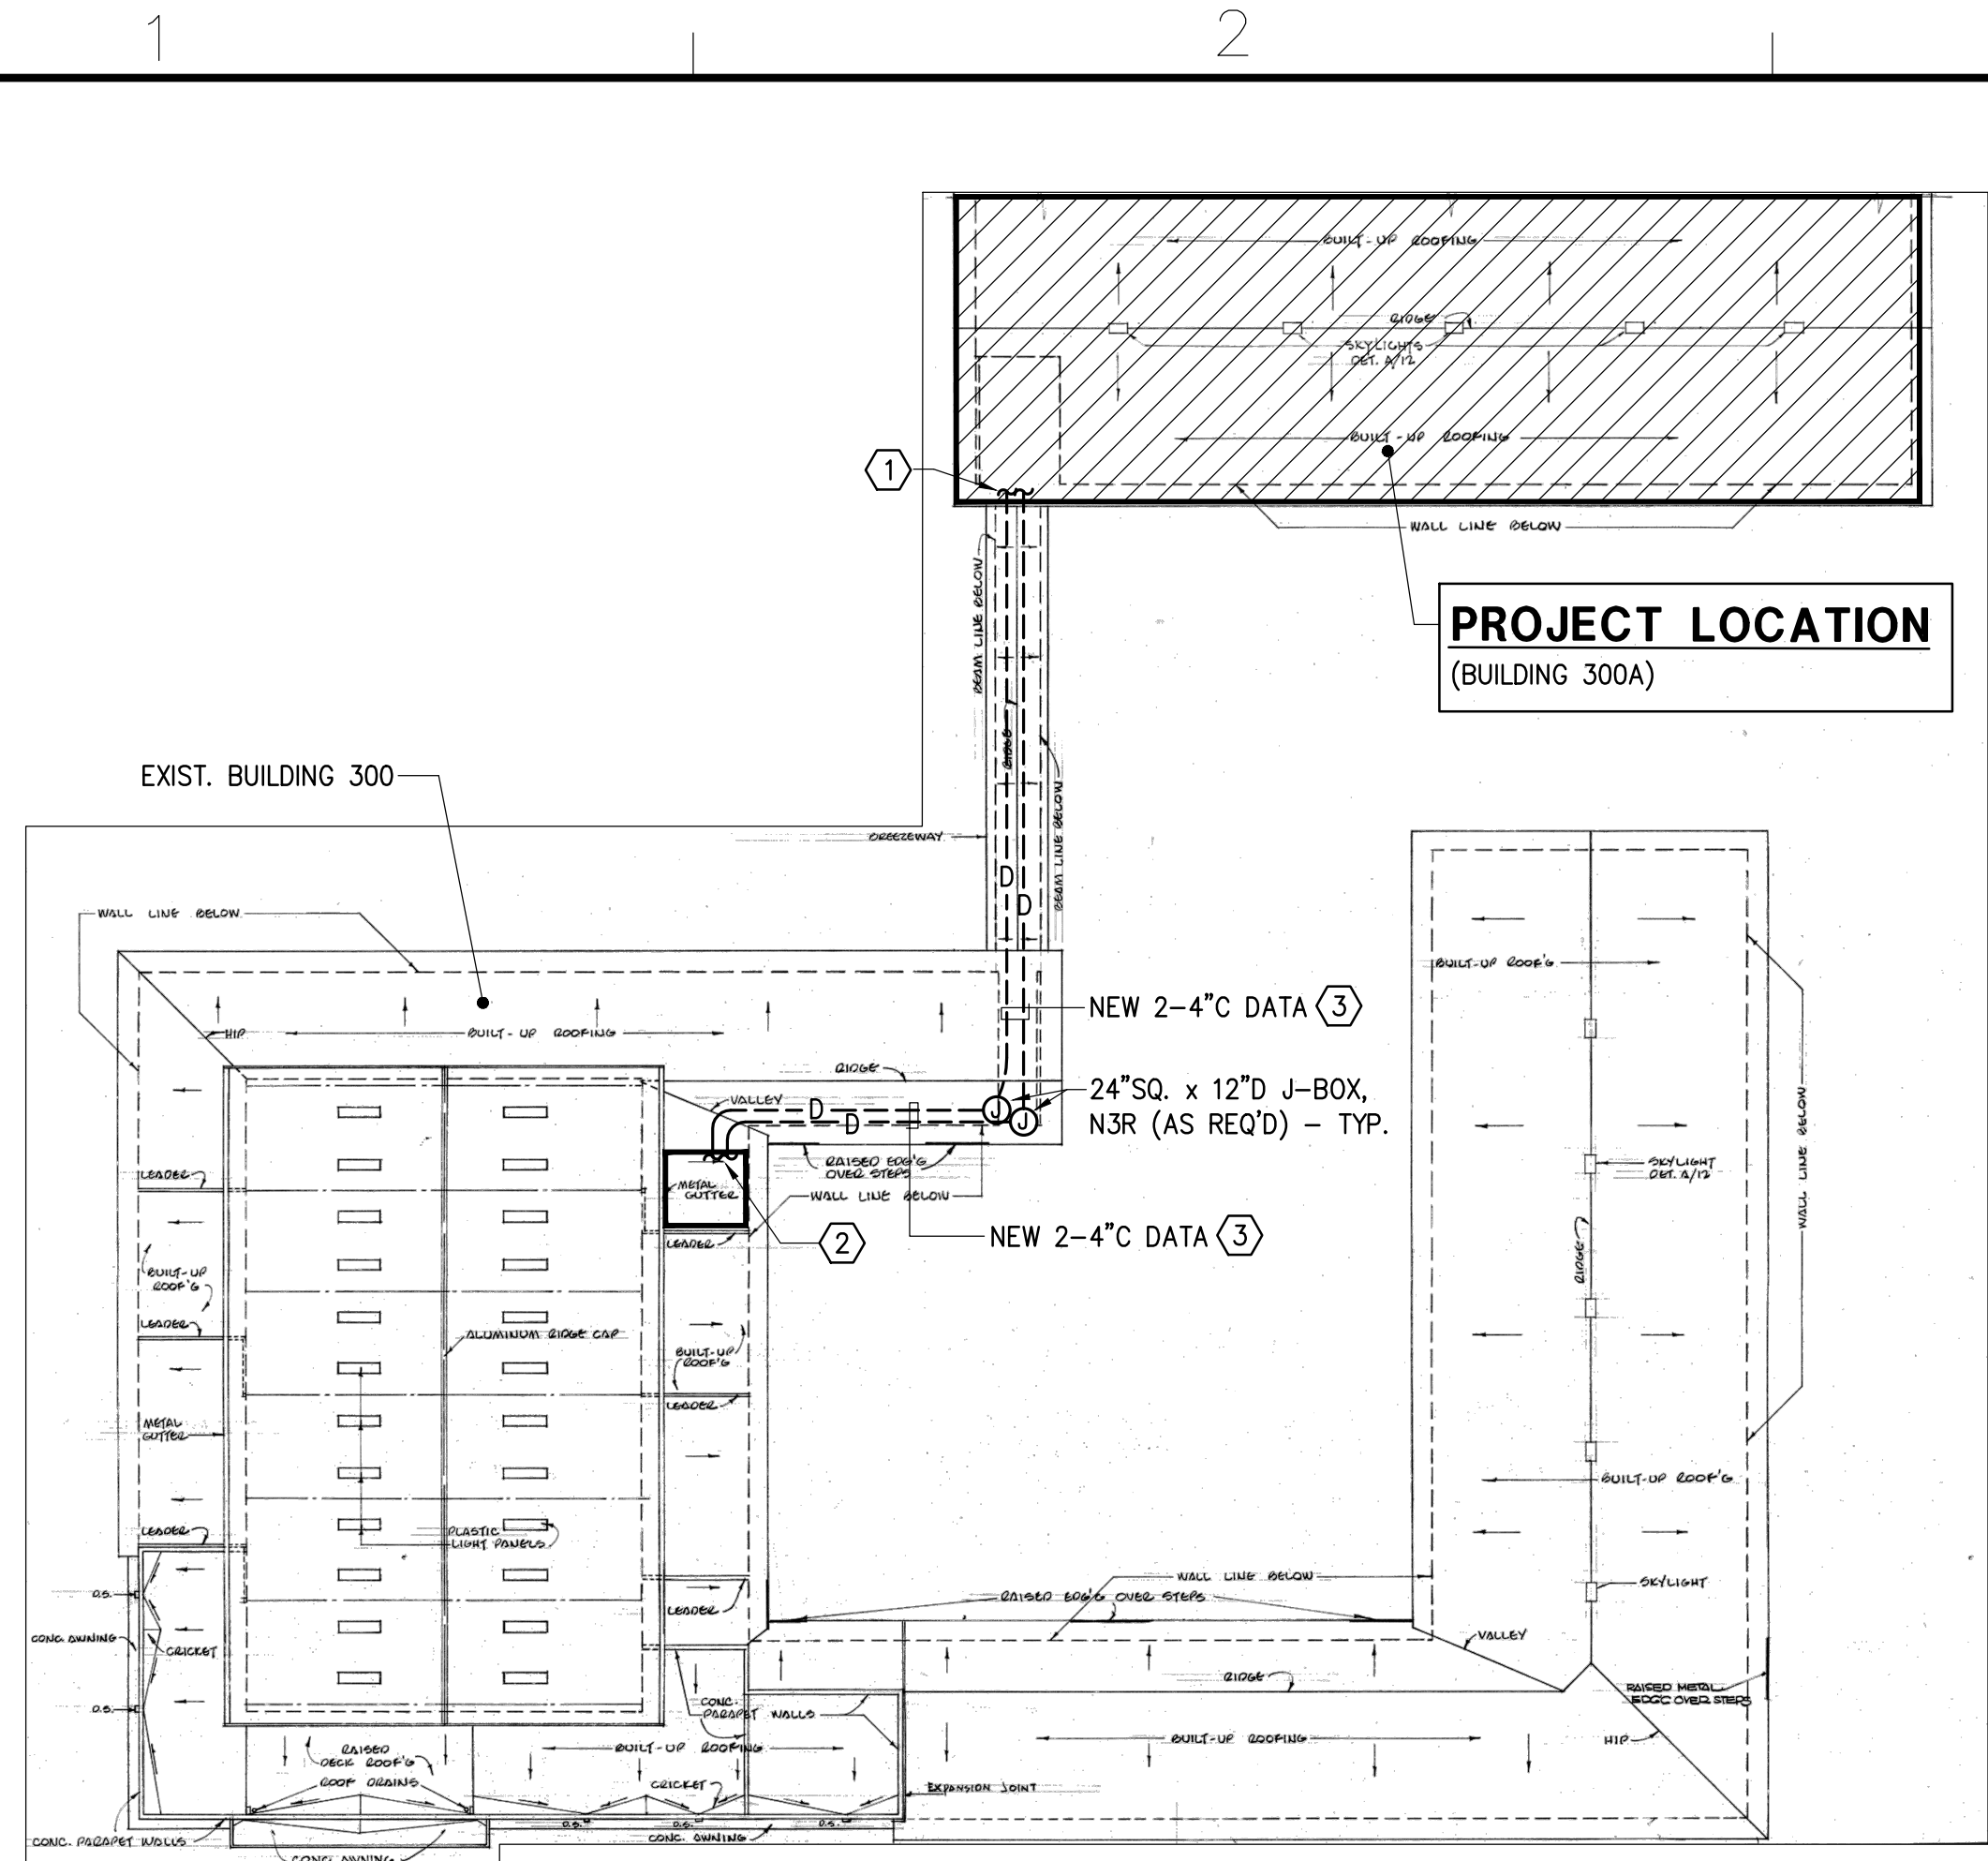 1
2
BUILT-UP ROOFING
RIDGE
SKYLIGHTS
DET. A/12
BUILT-UP ROOFING
1
WALL LINE BELOW
BEAM LINE BELOW
PROJECT LOCATION
(BUILDING 300A)
RIDGE
EXIST. BUILDING 300
BREEZEWAY
BEAM LINE BELOW
D
D
WALL LINE BELOW
BUILT-UP ROOF'G
NEW 2-4"C DATA 3
HIP
BUILT-UP ROOFING
RIDGE
24"SQ. x 12"D J-BOX,
N3R (AS REQ'D) - TYP.
VALLEY
D
D
J
J
WALL LINE BELOW
RAISED EDG'G
OVER STEPS
SKYLIGHT
DET. A/12
LEADER
METAL
GUTTER
WALL LINE BELOW
NEW 2-4"C DATA 3
2
LEADER
RIDGE
BUILT-UP
ROOF'G
LEADER
ALUMINUM RIDGE CAP
BUILT-UP
ROOF'G
LEADER
METAL
GUTTER
BUILT-UP ROOF'G
LEADER
PLASTIC
LIGHT PANELS
WALL LINE BELOW
SKYLIGHT
D.S.
RAISED EDG'G OVER STEPS
LEADER
CONC. AWNING
CRICKET
VALLEY
RIDGE
RAISED METAL
EDG'G OVER STEPS
D.S.
CONC.
PARAPET WALLS
BUILT-UP ROOFING
HIP
RAISED
DECK ROOF'G
BUILT-UP ROOFING
ROOF DRAINS
CRICKET
EXPANSION JOINT
D.S.
D.S.
D.S.
CONC. PARAPET WALLS
CONC. AWNING
CONC. AWNING